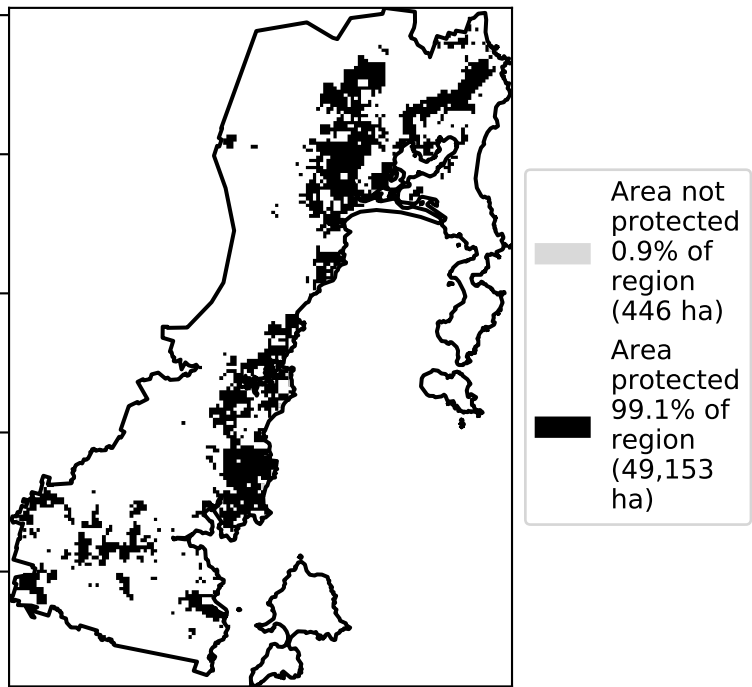 Area not
protected
0.9% of
region
(446 ha)
Area
protected
99.1% of
region
(49,153
ha)